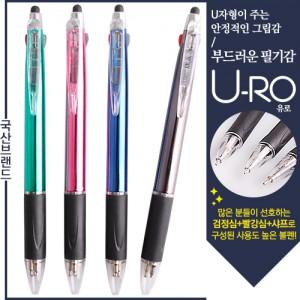 U자형이 주는
안정적인 그립감
/
부드러운 필기감
U-RO
유로
국산브랜드
많은 분들이 선호하는
검정심+빨강심+샤프로
구성된 사용도 높은 볼펜!